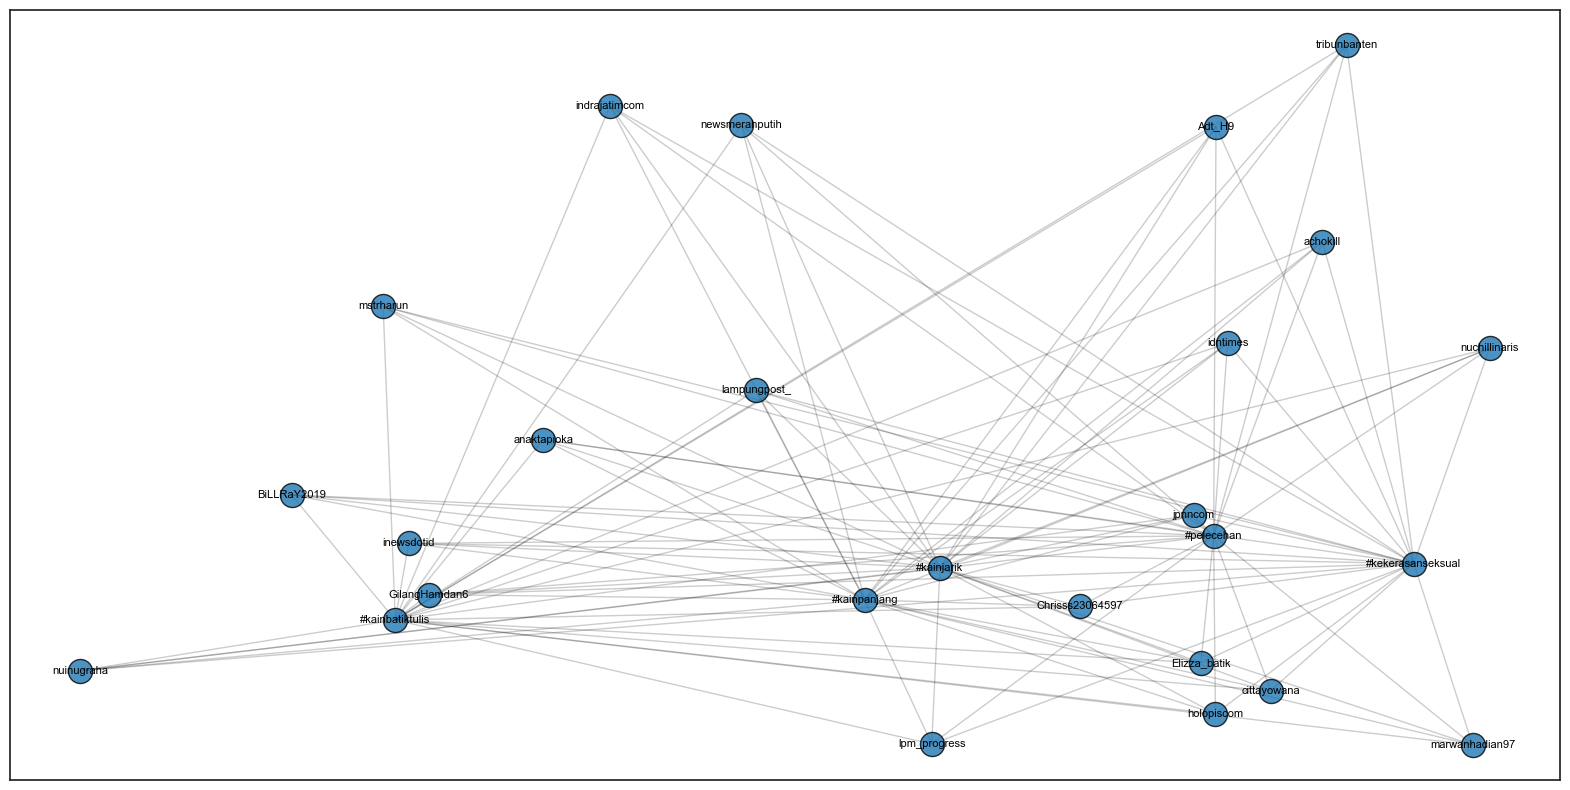 tribunbanten
indrajatimcom
newsmerahputih
Adt_H9
achokill
mstrharun
idntimes
nuchillinaris
lampungpost_
anaktapioka
BiLLRaY2019
jpnncom
#pelecehan
inewsdotid
#kainjarik
#kekerasanseksual
GilangHamdan6
#kainpanjang
Chrisss23064597
#kainbatiktulis
nuinugraha
Elizza_batik
cittayowana
holopiscom
lpm_progress
marwanhadian97